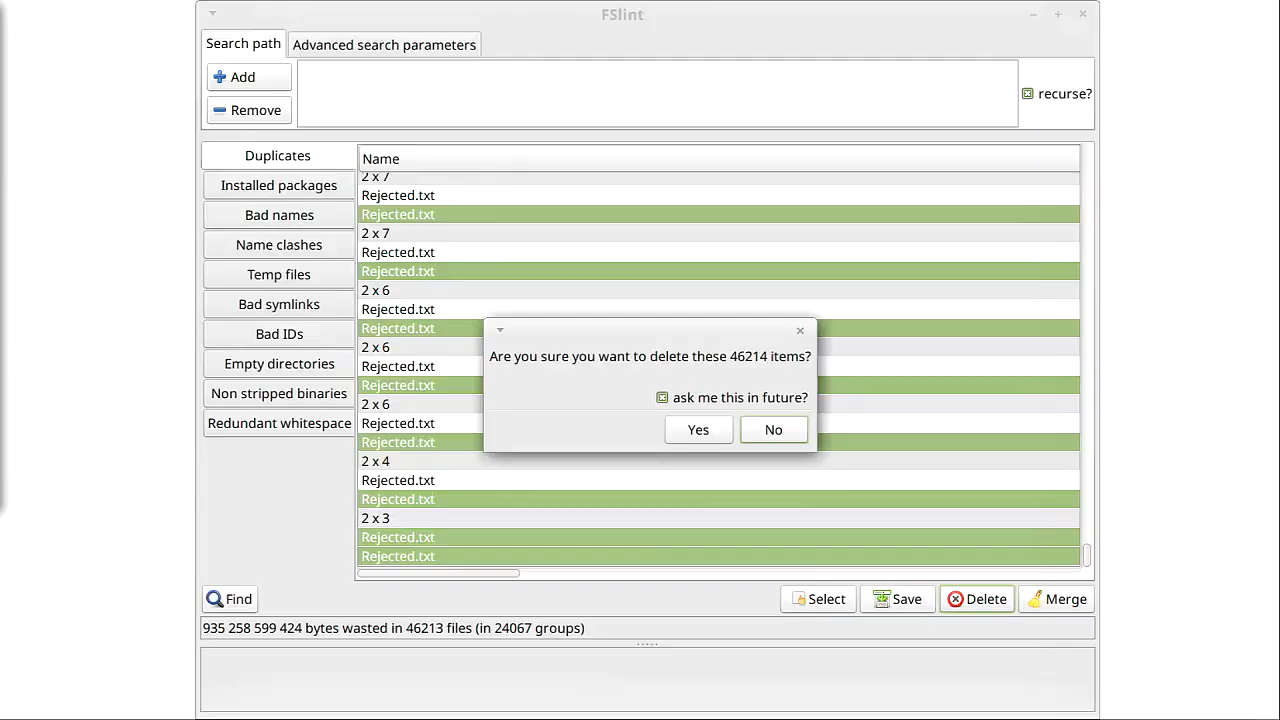 FSlint
Search path
Advanced search parameters
Add
Remove
recurse?
Duplicates
Installed packages
Bad names
Name clashes
Temp files
Bad symlinks
Bad IDs
Empty directories
Non stripped binaries
Redundant whitespace
Name
2 x 7
Rejected.txt
Rejected.txt
2 x 7
Rejected.txt
Rejected.txt
2 x 6
Rejected.txt
Rejected.txt
2 x 6
Rejected.txt
Rejected.txt
2 x 6
Rejected.txt
Rejected.txt
2 x 4
Rejected.txt
Rejected.txt
2 x 3
Rejected.txt
Rejected.txt
Are you sure you want to delete these 46214 items?
ask me this in future?
Yes
No
Find
Select
Save
Delete
Merge
935 258 599 424 bytes wasted in 46213 files (in 24067 groups)